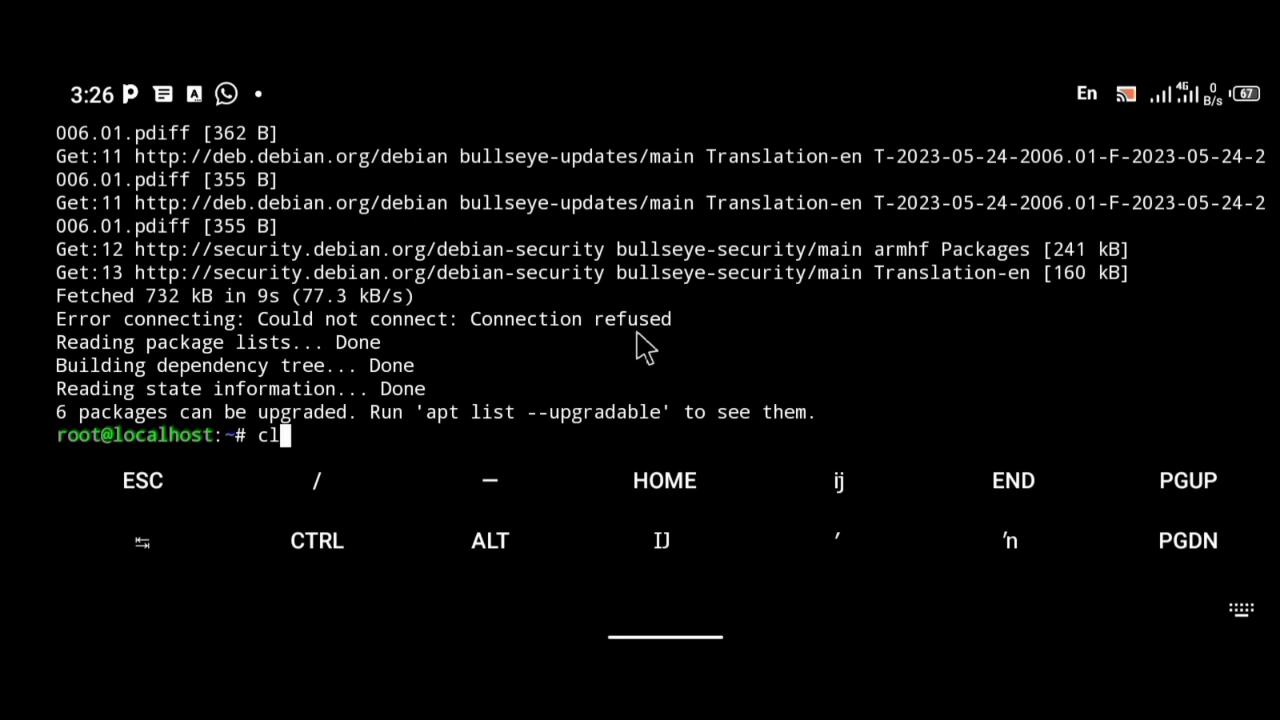 3:26 En 4G 0 B/s 67
006.01.pdiff [362 B]
Get:11 http://deb.debian.org/debian bullseye-updates/main Translation-en T-2023-05-24-2006.01-F-2023-05-24-2
006.01.pdiff [355 B]
Get:11 http://deb.debian.org/debian bullseye-updates/main Translation-en T-2023-05-24-2006.01-F-2023-05-24-2
006.01.pdiff [355 B]
Get:12 http://security.debian.org/debian-security bullseye-security/main armhf Packages [241 kB]
Get:13 http://security.debian.org/debian-security bullseye-security/main Translation-en [160 kB]
Fetched 732 kB in 9s (77.3 kB/s)
Error connecting: Could not connect: Connection refused
Reading package lists... Done
Building dependency tree... Done
Reading state information... Done
6 packages can be upgraded. Run 'apt list --upgradable' to see them.
root@localhost:~# cl
ESC / — HOME ĳ END PGUP
↹ CTRL ALT Ĳ ′ ŉ PGDN